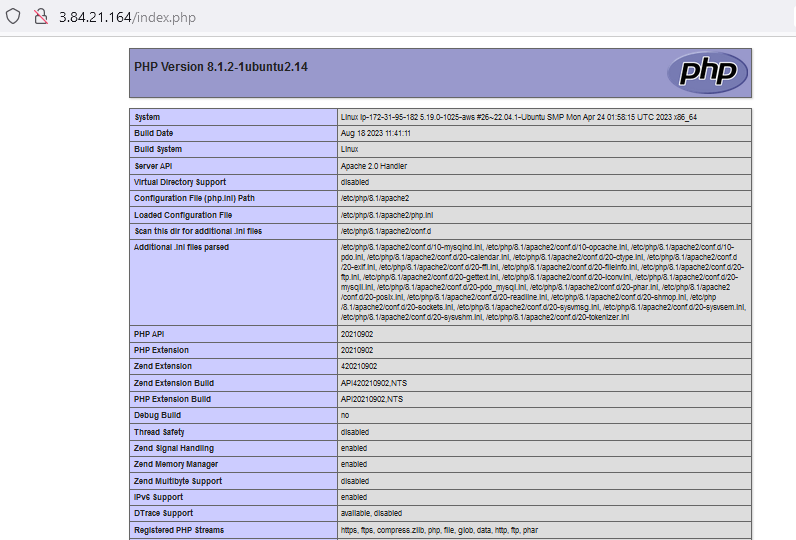 3.84.21.164/index.php
PHP Version 8.1.2-1ubuntu2.14
php
System Linux ip-172-31-95-182 5.19.0-1025-aws #26~22.04.1-Ubuntu SMP Mon Apr 24 01:58:15 UTC 2023 x86_64
Build Date Aug 18 2023 11:41:11
Build System Linux
Server API Apache 2.0 Handler
Virtual Directory Support disabled
Configuration File (php.ini) Path /etc/php/8.1/apache2
Loaded Configuration File /etc/php/8.1/apache2/php.ini
Scan this dir for additional .ini files /etc/php/8.1/apache2/conf.d
Additional .ini files parsed /etc/php/8.1/apache2/conf.d/10-mysqlnd.ini, /etc/php/8.1/apache2/conf.d/10-opcache.ini, /etc/php/8.1/apache2/conf.d/10-
pdo.ini, /etc/php/8.1/apache2/conf.d/20-calendar.ini, /etc/php/8.1/apache2/conf.d/20-ctype.ini, /etc/php/8.1/apache2/conf.d
/20-exif.ini, /etc/php/8.1/apache2/conf.d/20-ffi.ini, /etc/php/8.1/apache2/conf.d/20-fileinfo.ini, /etc/php/8.1/apache2/conf.d/20-
ftp.ini, /etc/php/8.1/apache2/conf.d/20-gettext.ini, /etc/php/8.1/apache2/conf.d/20-iconv.ini, /etc/php/8.1/apache2/conf.d/20-
mysqli.ini, /etc/php/8.1/apache2/conf.d/20-pdo_mysql.ini, /etc/php/8.1/apache2/conf.d/20-phar.ini, /etc/php/8.1/apache2
/conf.d/20-posix.ini, /etc/php/8.1/apache2/conf.d/20-readline.ini, /etc/php/8.1/apache2/conf.d/20-shmop.ini, /etc/php
/8.1/apache2/conf.d/20-sockets.ini, /etc/php/8.1/apache2/conf.d/20-sysvmsg.ini, /etc/php/8.1/apache2/conf.d/20-sysvsem.ini,
/etc/php/8.1/apache2/conf.d/20-sysvshm.ini, /etc/php/8.1/apache2/conf.d/20-tokenizer.ini
PHP API 20210902
PHP Extension 20210902
Zend Extension 420210902
Zend Extension Build API420210902,NTS
PHP Extension Build API20210902,NTS
Debug Build no
Thread Safety disabled
Zend Signal Handling enabled
Zend Memory Manager enabled
Zend Multibyte Support disabled
IPv6 Support enabled
DTrace Support available, disabled
Registered PHP Streams https, ftps, compress.zlib, php, file, glob, data, http, ftp, phar